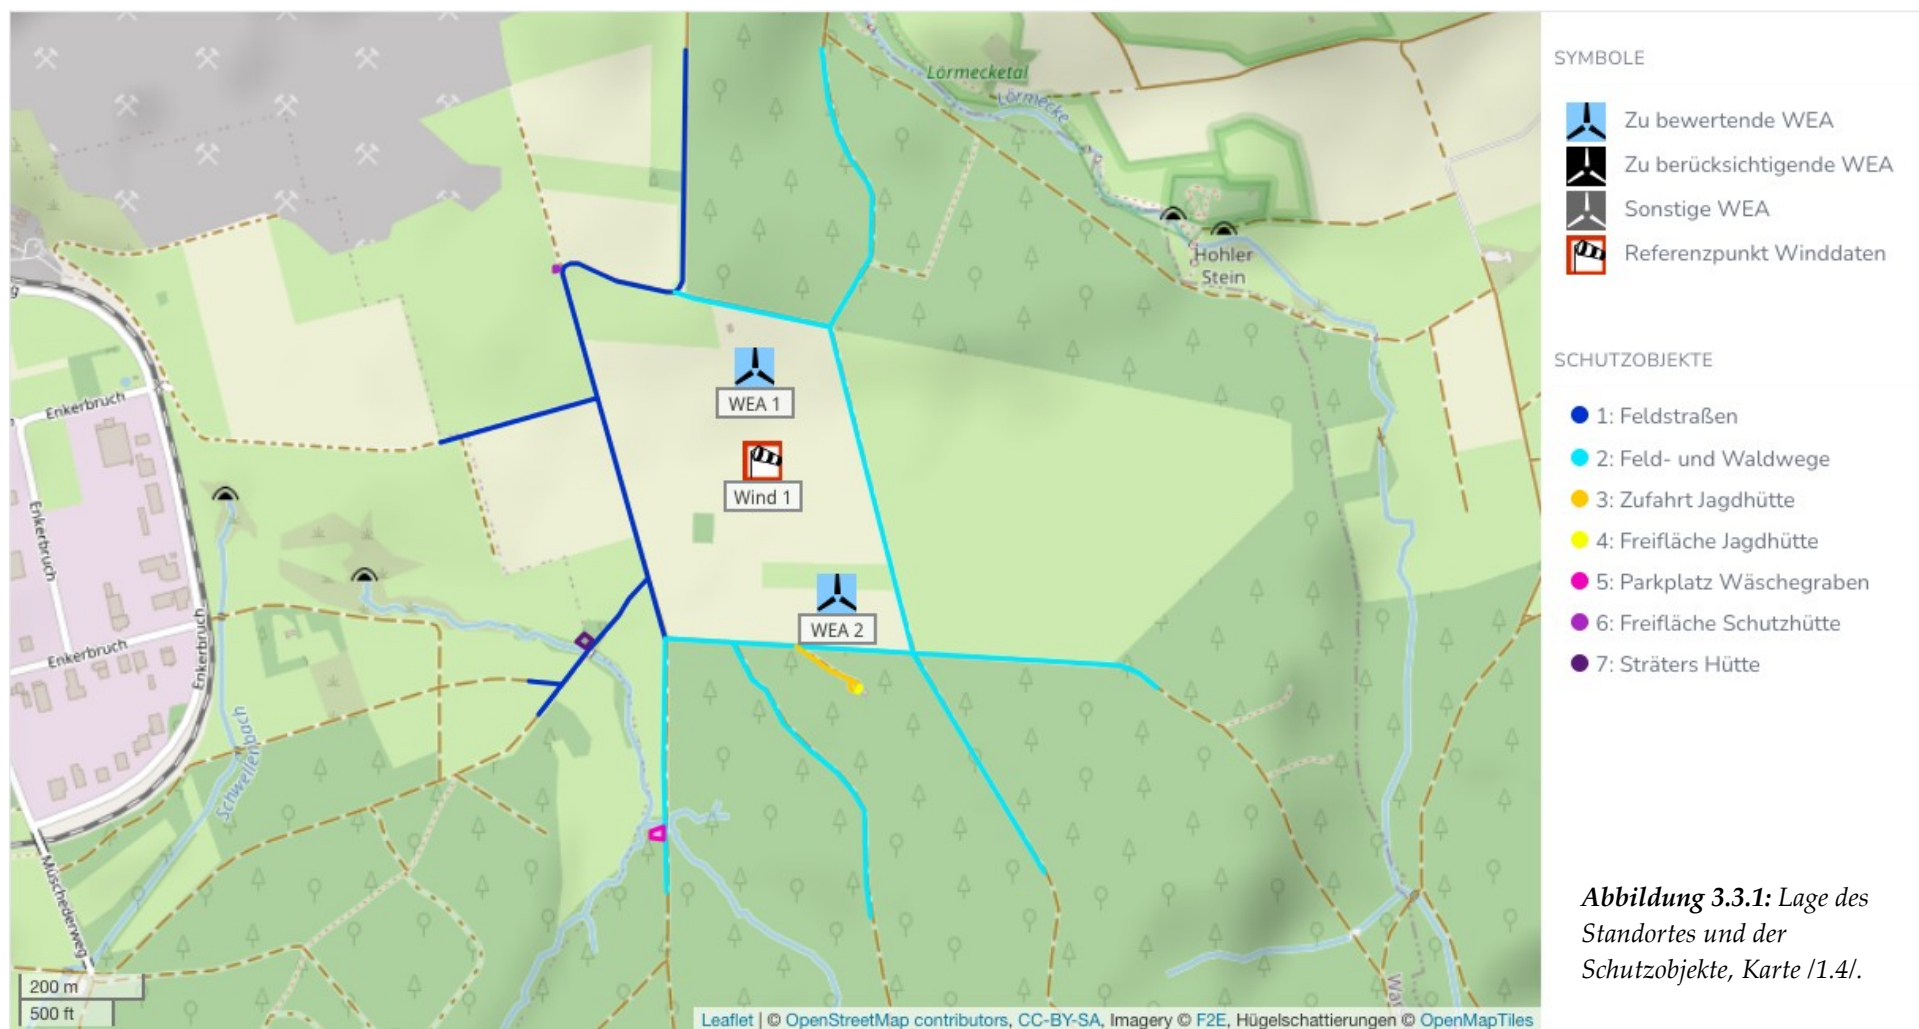 Lörmecketal
Lörmecke
Hohler
Stein
Enkerbruch
Enkerbruch
Enkerbruch
Enkerbruch
Schwellenbach
Müschederweg
WEA 1
Wind 1
WEA 2
200 m
500 ft
Leaflet | © OpenStreetMap contributors, CC-BY-SA, Imagery © F2E, Hügelschattierungen © OpenMapTiles
SYMBOLE
Zu bewertende WEA
Zu berücksichtigende WEA
Sonstige WEA
Referenzpunkt Winddaten
SCHUTZOBJEKTE
1: Feldstraßen
2: Feld- und Waldwege
3: Zufahrt Jagdhütte
4: Freifläche Jagdhütte
5: Parkplatz Wäschegraben
6: Freifläche Schutzhütte
7: Sträters Hütte
Abbildung 3.3.1: Lage des
Standortes und der
Schutzobjekte, Karte /1.4/.